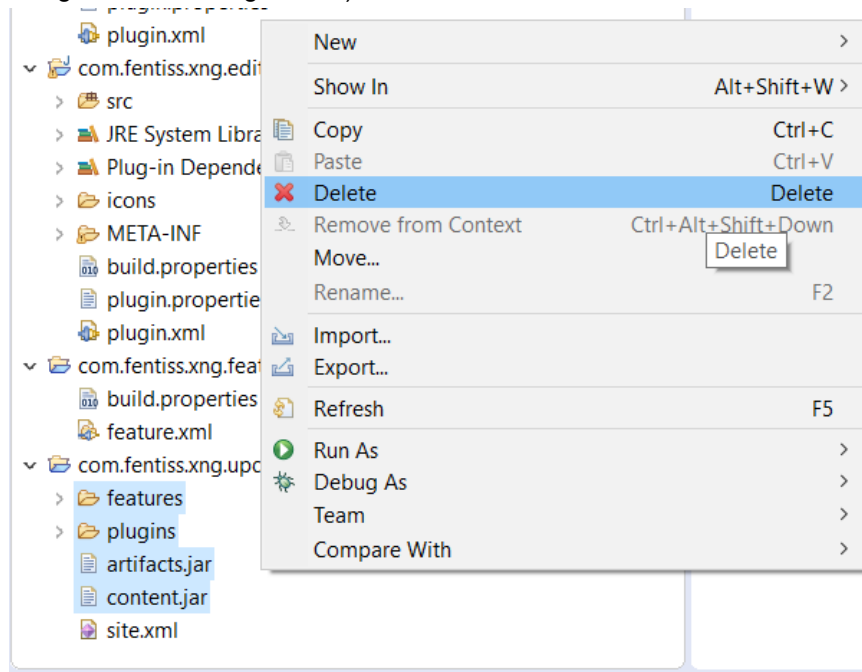 plugin.xml
com.fentiss.xng.edit
src
JRE System Libra
Plug-in Depende
icons
META-INF
build.properties
plugin.propertie
plugin.xml
com.fentiss.xng.feat
build.properties
feature.xml
com.fentiss.xng.upd
features
plugins
artifacts.jar
content.jar
site.xml
New
Show In Alt+Shift+W
Copy Ctrl+C
Paste Ctrl+V
Delete Delete
Remove from Context Ctrl+Alt+Shift+Down
Delete
Move...
Rename... F2
Import...
Export...
Refresh F5
Run As
Debug As
Team
Compare With